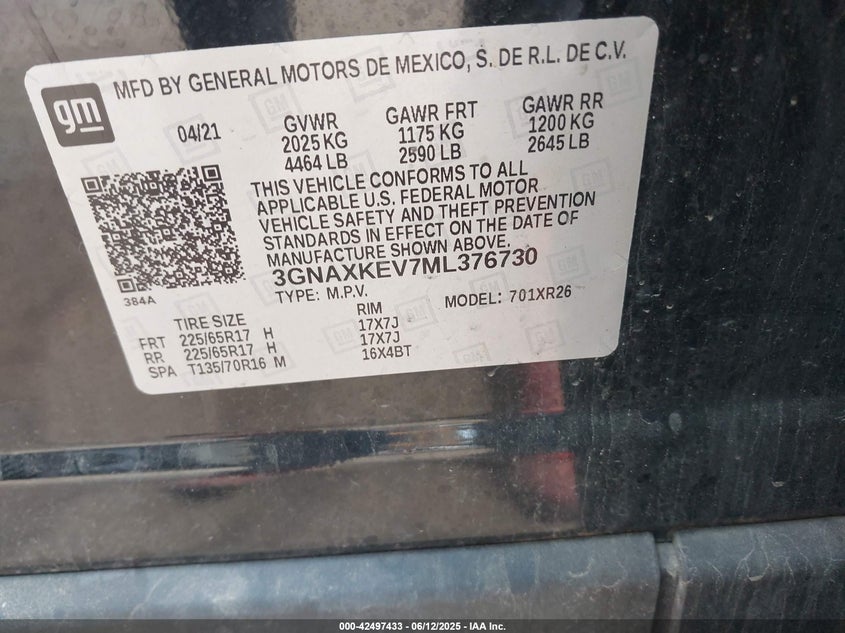 gm
MFD BY GENERAL MOTORS DE MEXICO, S. DE R.L. DE C.V.
04/21
GVWR
2025 KG
4464 LB
GAWR FRT
1175 KG
2590 LB
GAWR RR
1200 KG
2645 LB
THIS VEHICLE CONFORMS TO ALL
APPLICABLE U.S. FEDERAL MOTOR
VEHICLE SAFETY AND THEFT PREVENTION
STANDARDS IN EFFECT ON THE DATE OF
MANUFACTURE SHOWN ABOVE.
3GNAXKEV7ML376730
384A
TYPE: M.P.V. MODEL: 701XR26
TIRE SIZE RIM
FRT 225/65R17 H 17X7J
RR 225/65R17 H 17X7J
SPA T135/70R16 M 16X4BT
000-42497433 - 06/12/2025 - IAA Inc.